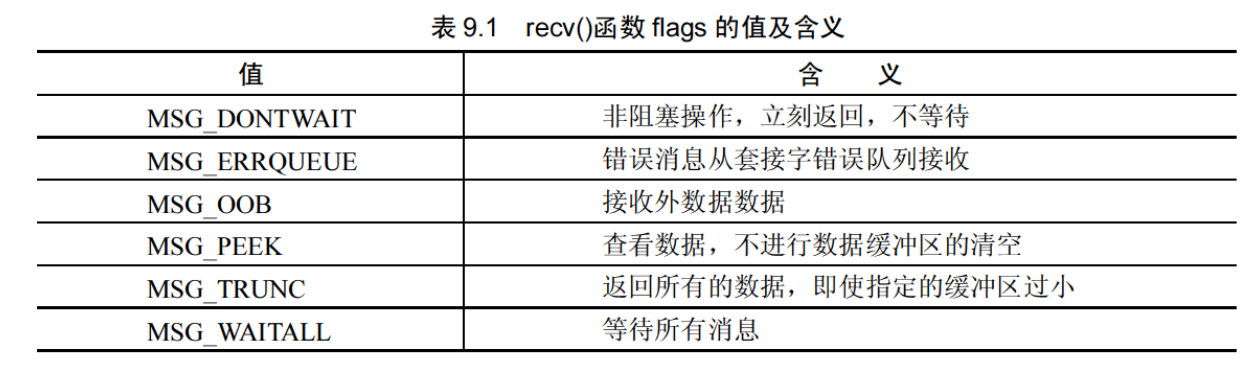 表 9.1 recv()函数 flags 的值及含义
值 含 义
MSG_DONTWAIT 非阻塞操作，立刻返回，不等待
MSG_ERRQUEUE 错误消息从套接字错误队列接收
MSG_OOB 接收外数据数据
MSG_PEEK 查看数据，不进行数据缓冲区的清空
MSG_TRUNC 返回所有的数据，即使指定的缓冲区过小
MSG_WAITALL 等待所有消息